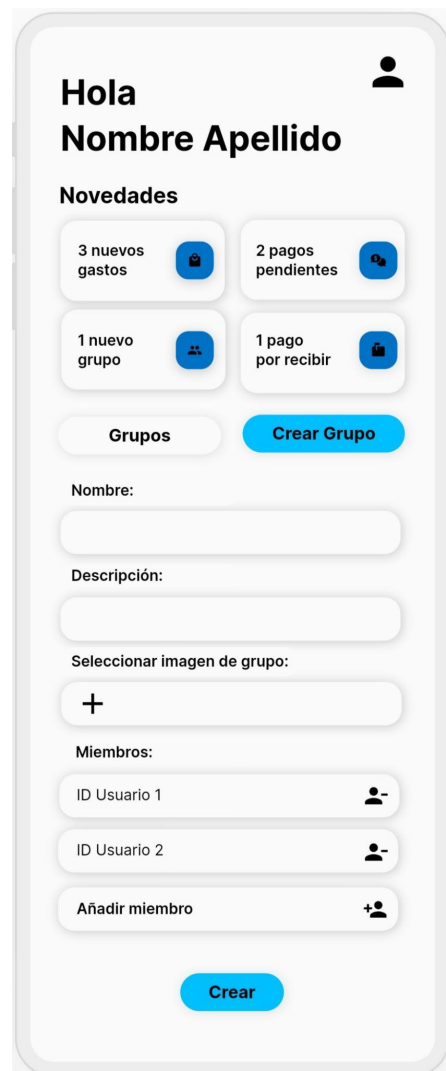 Hola
Nombre Apellido
Novedades
3 nuevos
gastos
2 pagos
pendientes
1 nuevo
grupo
1 pago
por recibir
Grupos
Crear Grupo
Nombre:
Descripción:
Seleccionar imagen de grupo:
Miembros:
ID Usuario 1
ID Usuario 2
Añadir miembro
Crear